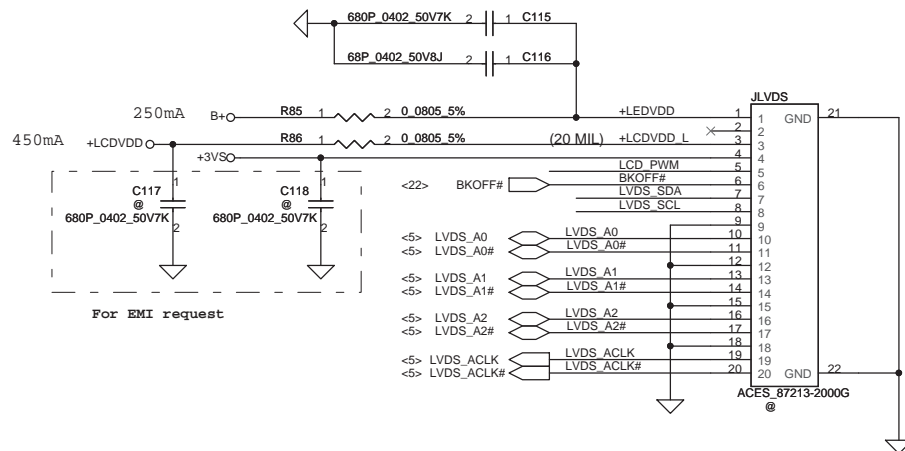 680P_0402_50V7K 2 1 C115
68P_0402_50V8J 2 1 C116
JLVDS
250mA B+ R85 1 2 0_0805_5% +LEDVDD 1 1 GND 21
2 2
450mA +LCDVDD R86 1 2 0_0805_5% (20 MIL) +LCDVDD_L 3 3
+3VS 4 4
LCD_PWM 5 5
<22> BKOFF# BKOFF# 6 6
LVDS_SDA 7 7
LVDS_SCL 8 8
1 1
C117 C118
@ @
680P_0402_50V7K 680P_0402_50V7K
2 2
9 9
<5> LVDS_A0 LVDS_A0 10 10
<5> LVDS_A0# LVDS_A0# 11 11
12 12
<5> LVDS_A1 LVDS_A1 13 13
<5> LVDS_A1# LVDS_A1# 14 14
15 15
For EMI request
<5> LVDS_A2 LVDS_A2 16 16
<5> LVDS_A2# LVDS_A2# 17 17
18 18
<5> LVDS_ACLK LVDS_ACLK 19 19
<5> LVDS_ACLK# LVDS_ACLK# 20 20 GND 22
ACES_87213-2000G
@